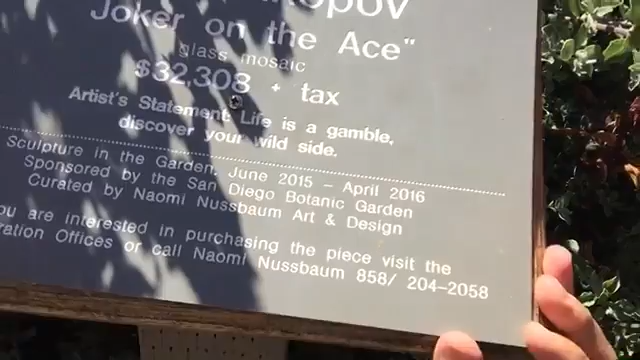 Joker on the Ace"
glass mosaic
$32,308 + tax
Artist's Statement: Life is a gamble,
discover your wild side.
Sculpture in the Garden, June 2015 – April 2016
Sponsored by the San Diego Botanic Garden
Curated by Naomi Nussbaum Art & Design
you are interested in purchasing the piece visit the
Offices or call Naomi Nussbaum 858/ 204-2058